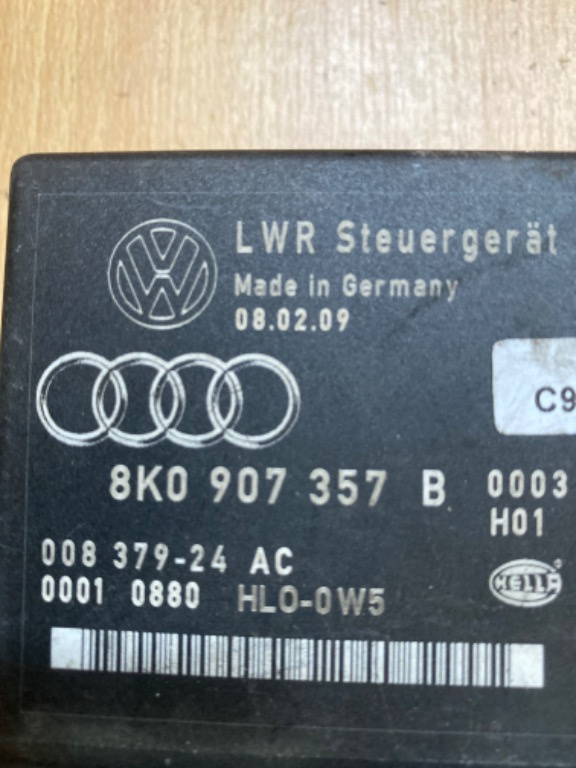 LWR Steuergerät
Made in Germany
08.02.09
C9
8K0 907 357 B 0003
H01
008 379-24 AC
0001 0880 HLO-0W5
HELLA